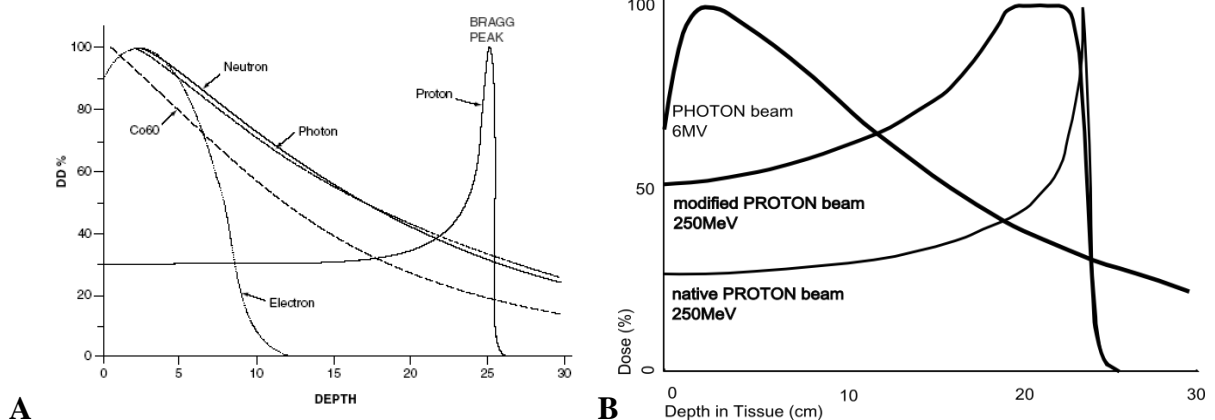 BRAGG
PEAK
100
80
60
40
20
0
DD %
Neutron
Co60
Photon
Proton
Electron
0 5 10 15 20 25 30
DEPTH
A
100
50
0
Dose (%)
PHOTON beam
6MV
modified PROTON beam
250MeV
native PROTON beam
250MeV
0 10 20 30
Depth in Tissue (cm)
B